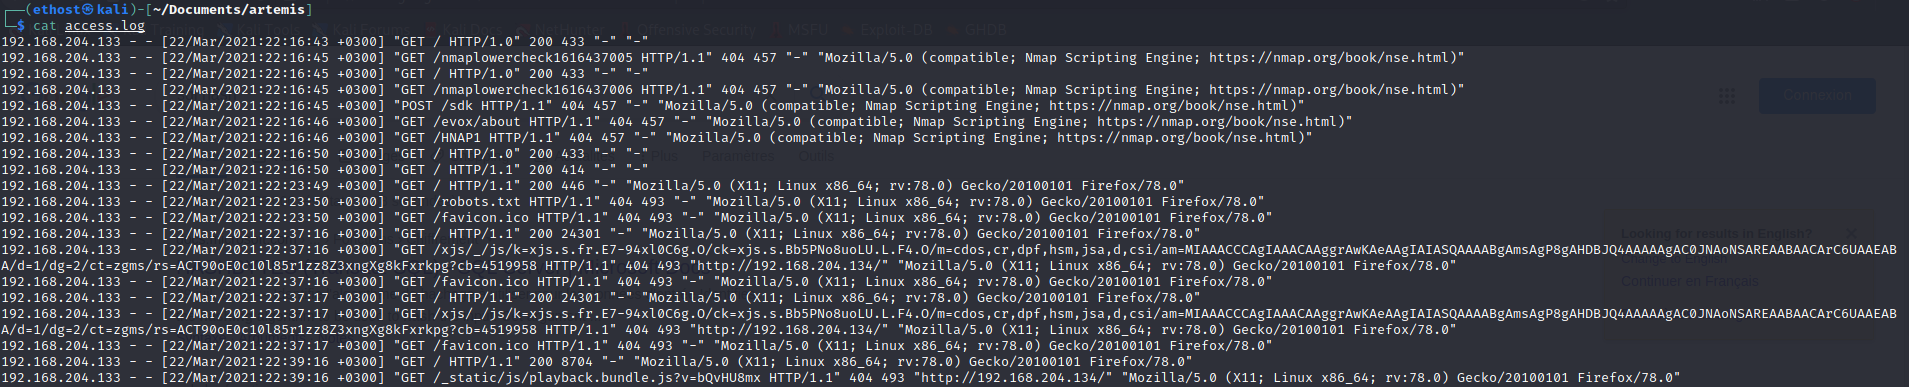 ┌──(ethost㉿kali)-[~/Documents/artemis]
└─$ cat access.log
192.168.204.133 - - [22/Mar/2021:22:16:43 +0300] "GET / HTTP/1.0" 200 433 "-" "-"
192.168.204.133 - - [22/Mar/2021:22:16:45 +0300] "GET /nmaplowercheck1616437005 HTTP/1.1" 404 457 "-" "Mozilla/5.0 (compatible; Nmap Scripting Engine; https://nmap.org/book/nse.html)"
192.168.204.133 - - [22/Mar/2021:22:16:45 +0300] "GET / HTTP/1.0" 200 433 "-" "-"
192.168.204.133 - - [22/Mar/2021:22:16:45 +0300] "GET /nmaplowercheck1616437006 HTTP/1.1" 404 457 "-" "Mozilla/5.0 (compatible; Nmap Scripting Engine; https://nmap.org/book/nse.html)"
192.168.204.133 - - [22/Mar/2021:22:16:45 +0300] "POST /sdk HTTP/1.1" 404 457 "-" "Mozilla/5.0 (compatible; Nmap Scripting Engine; https://nmap.org/book/nse.html)"
192.168.204.133 - - [22/Mar/2021:22:16:46 +0300] "GET /evox/about HTTP/1.1" 404 457 "-" "Mozilla/5.0 (compatible; Nmap Scripting Engine; https://nmap.org/book/nse.html)"
192.168.204.133 - - [22/Mar/2021:22:16:46 +0300] "GET /HNAP1 HTTP/1.1" 404 457 "-" "Mozilla/5.0 (compatible; Nmap Scripting Engine; https://nmap.org/book/nse.html)"
192.168.204.133 - - [22/Mar/2021:22:16:50 +0300] "GET / HTTP/1.0" 200 433 "-" "-"
192.168.204.133 - - [22/Mar/2021:22:16:50 +0300] "GET / HTTP/1.1" 200 414 "-" "-"
192.168.204.133 - - [22/Mar/2021:22:23:49 +0300] "GET / HTTP/1.1" 200 446 "-" "Mozilla/5.0 (X11; Linux x86_64; rv:78.0) Gecko/20100101 Firefox/78.0"
192.168.204.133 - - [22/Mar/2021:22:23:50 +0300] "GET /robots.txt HTTP/1.1" 404 493 "-" "Mozilla/5.0 (X11; Linux x86_64; rv:78.0) Gecko/20100101 Firefox/78.0"
192.168.204.133 - - [22/Mar/2021:22:23:50 +0300] "GET /favicon.ico HTTP/1.1" 404 493 "-" "Mozilla/5.0 (X11; Linux x86_64; rv:78.0) Gecko/20100101 Firefox/78.0"
192.168.204.133 - - [22/Mar/2021:22:37:16 +0300] "GET / HTTP/1.1" 200 24301 "-" "Mozilla/5.0 (X11; Linux x86_64; rv:78.0) Gecko/20100101 Firefox/78.0"
192.168.204.133 - - [22/Mar/2021:22:37:16 +0300] "GET /xjs/_/js/k=xjs.s.fr.E7-94xl0C6g.O/ck=xjs.s.Bb5PNo8uoLU.L.F4.O/m=cdos,cr,dpf,hsm,jsa,d,csi/am=MIAAACCCAgIAAACAAggrAwKAeAAgIAIASQAAAABgAmsAgP8gAHDBJQ4AAAAAgAC0JNAoNSAREAABAACArC6UAAEAB
A/d=1/dg=2/ct=zgms/rs=ACT90oE0c10l85r1zz8Z3xngXg8kFxrkpg?cb=4519958 HTTP/1.1" 404 493 "http://192.168.204.134/" "Mozilla/5.0 (X11; Linux x86_64; rv:78.0) Gecko/20100101 Firefox/78.0"
192.168.204.133 - - [22/Mar/2021:22:37:16 +0300] "GET /favicon.ico HTTP/1.1" 404 493 "-" "Mozilla/5.0 (X11; Linux x86_64; rv:78.0) Gecko/20100101 Firefox/78.0"
192.168.204.133 - - [22/Mar/2021:22:37:17 +0300] "GET / HTTP/1.1" 200 24301 "-" "Mozilla/5.0 (X11; Linux x86_64; rv:78.0) Gecko/20100101 Firefox/78.0"
192.168.204.133 - - [22/Mar/2021:22:37:17 +0300] "GET /xjs/_/js/k=xjs.s.fr.E7-94xl0C6g.O/ck=xjs.s.Bb5PNo8uoLU.L.F4.O/m=cdos,cr,dpf,hsm,jsa,d,csi/am=MIAAACCCAgIAAACAAggrAwKAeAAgIAIASQAAAABgAmsAgP8gAHDBJQ4AAAAAgAC0JNAoNSAREAABAACArC6UAAEAB
A/d=1/dg=2/ct=zgms/rs=ACT90oE0c10l85r1zz8Z3xngXg8kFxrkpg?cb=4519958 HTTP/1.1" 404 493 "http://192.168.204.134/" "Mozilla/5.0 (X11; Linux x86_64; rv:78.0) Gecko/20100101 Firefox/78.0"
192.168.204.133 - - [22/Mar/2021:22:37:17 +0300] "GET /favicon.ico HTTP/1.1" 404 493 "-" "Mozilla/5.0 (X11; Linux x86_64; rv:78.0) Gecko/20100101 Firefox/78.0"
192.168.204.133 - - [22/Mar/2021:22:39:16 +0300] "GET / HTTP/1.1" 200 8704 "-" "Mozilla/5.0 (X11; Linux x86_64; rv:78.0) Gecko/20100101 Firefox/78.0"
192.168.204.133 - - [22/Mar/2021:22:39:16 +0300] "GET /_static/js/playback.bundle.js?v=bQvHU8mx HTTP/1.1" 404 493 "http://192.168.204.134/" "Mozilla/5.0 (X11; Linux x86_64; rv:78.0) Gecko/20100101 Firefox/78.0"